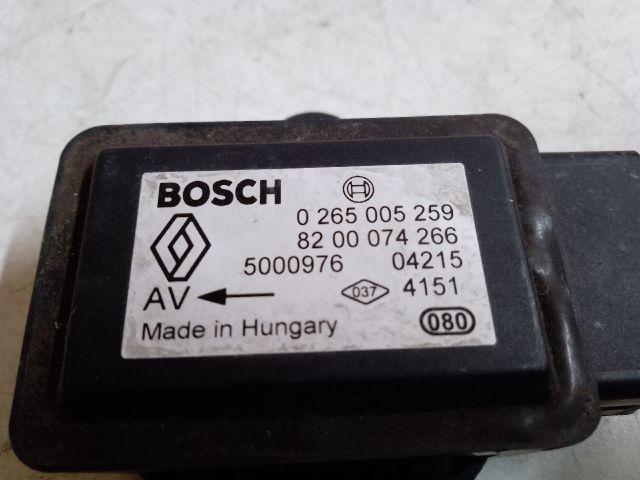 BOSCH
0 265 005 259
82 00 074 266
5000976 04215
AV 037 4151
Made in Hungary 080